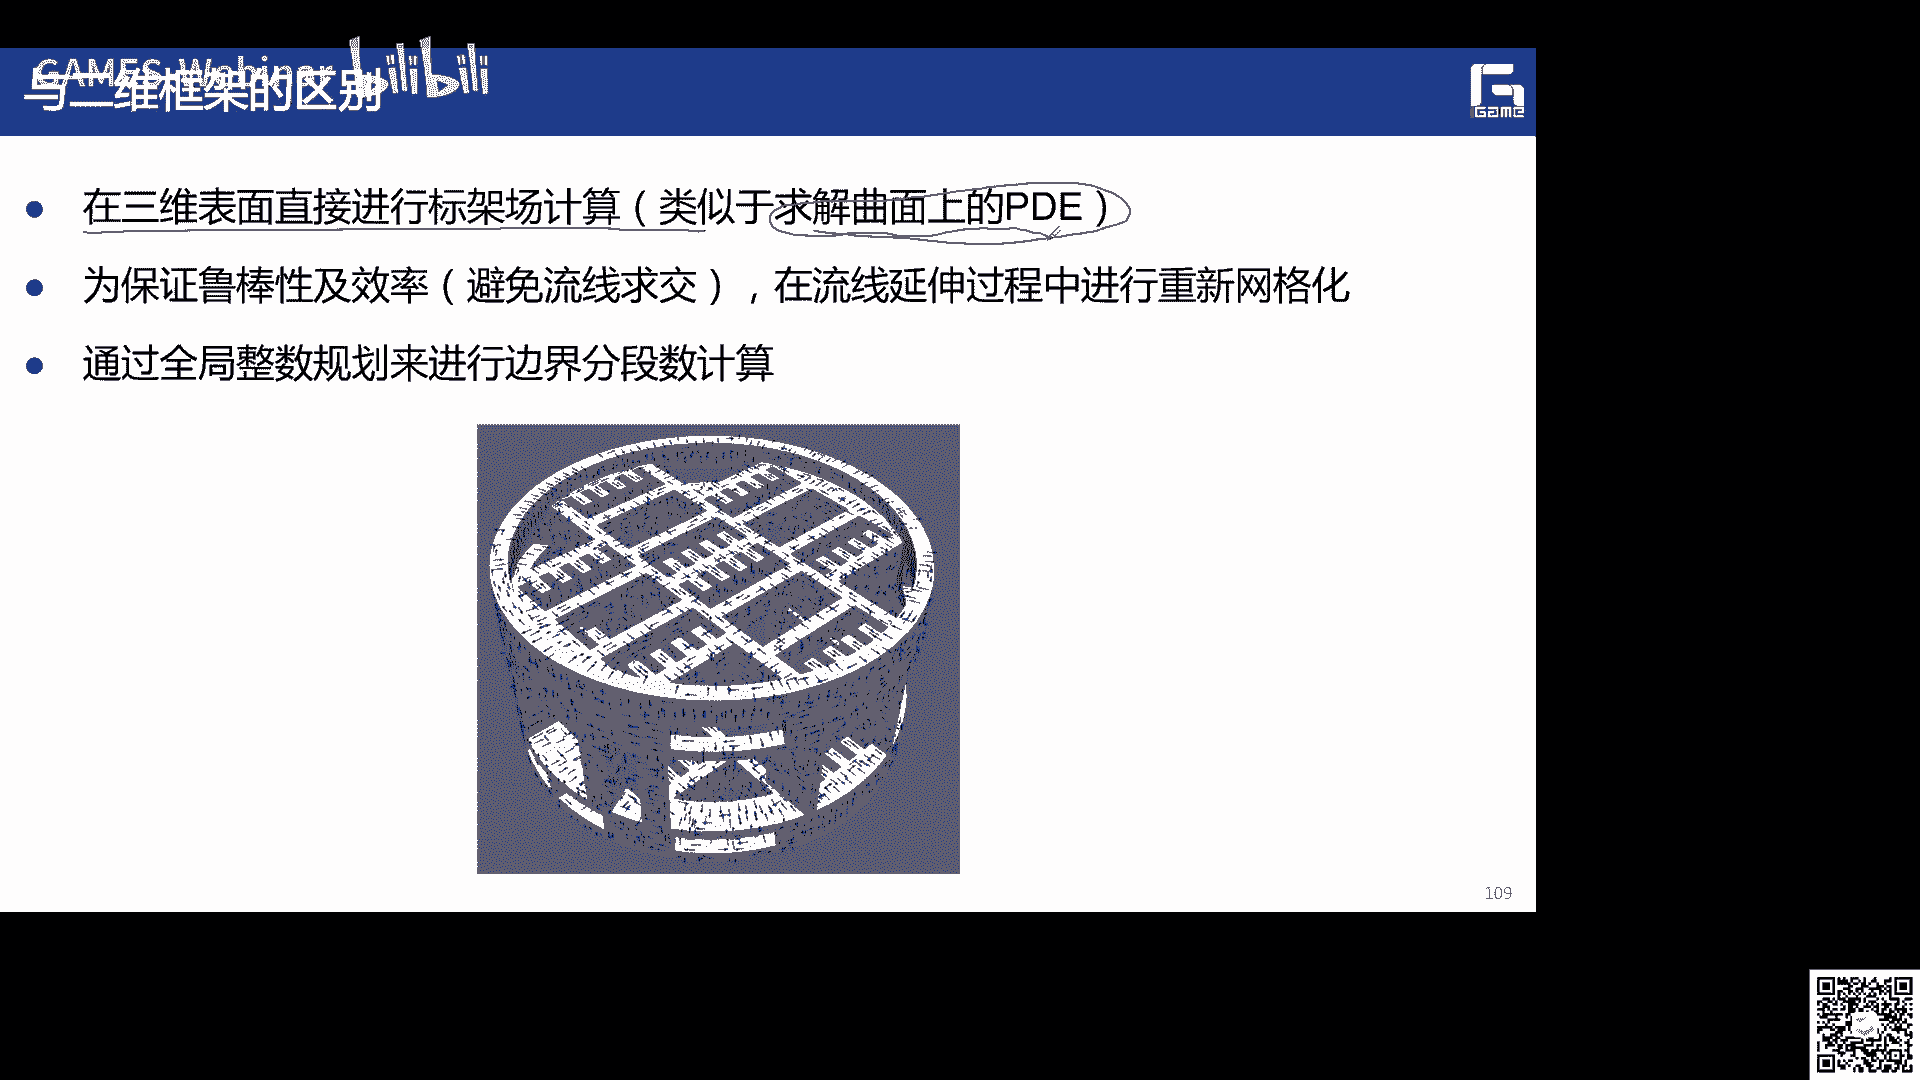 GAMES Webinar bilibili
与二维框架的区别
GAME
在三维表面直接进行标架场计算（类似于求解曲面上的PDE）
为保证鲁棒性及效率（避免流线求交），在流线延伸过程中进行重新网格化
通过全局整数规划来进行边界分段数计算
109